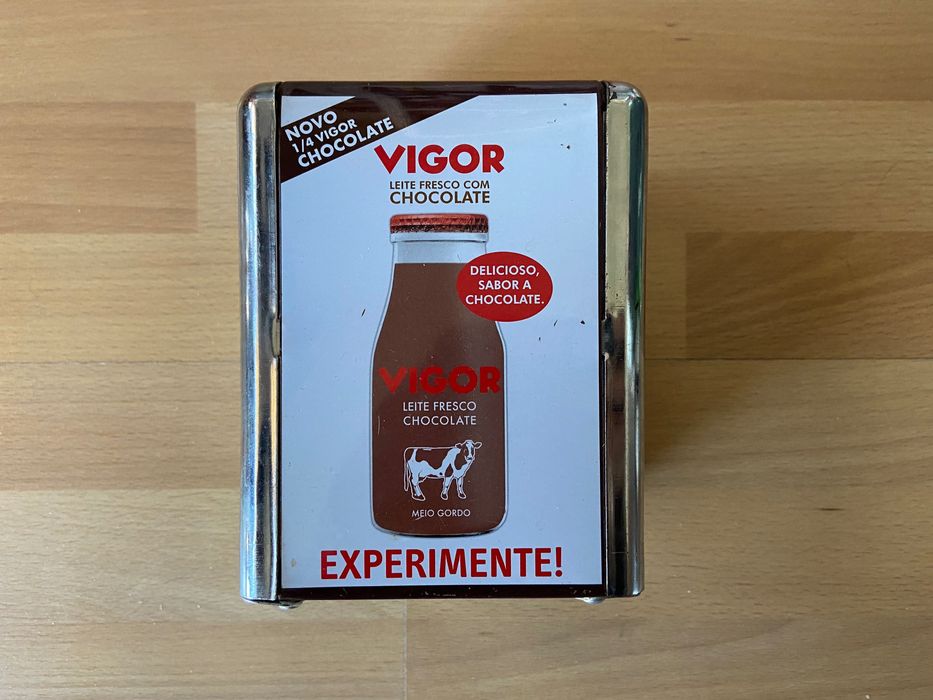 NOVO
1/4 VIGOR
CHOCOLATE
VIGOR
LEITE FRESCO COM
CHOCOLATE
DELICIOSO,
SABOR A
CHOCOLATE.
VIGOR
LEITE FRESCO
CHOCOLATE
MEIO GORDO
EXPERIMENTE!